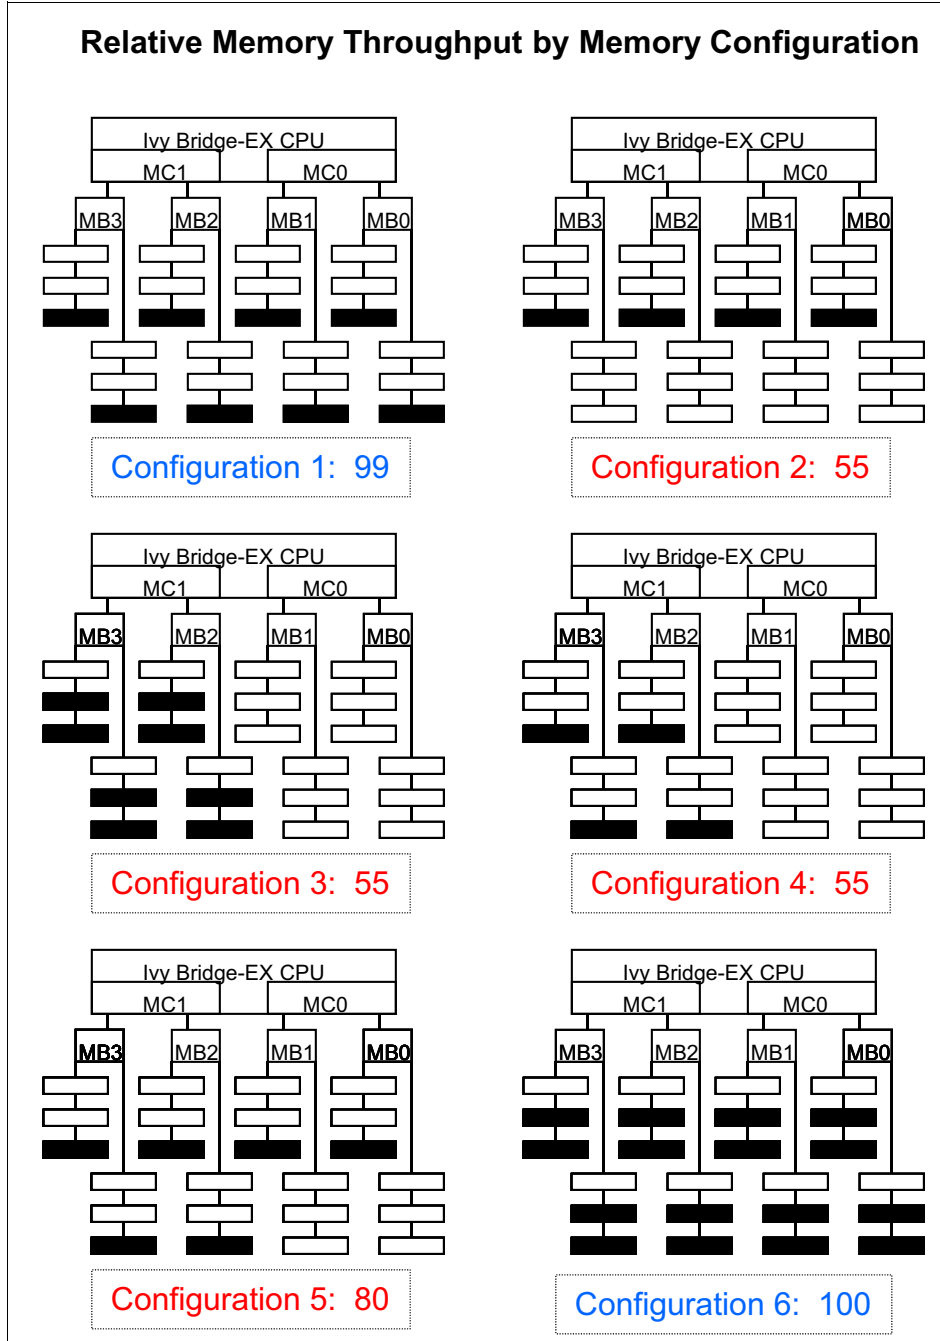 Relative Memory Throughput by Memory Configuration
Ivy Bridge-EX CPU
MC1 MC0
MB3 MB2 MB1 MB0
Configuration 1: 99
Ivy Bridge-EX CPU
MC1 MC0
MB3 MB2 MB1 MB0
Configuration 2: 55
Ivy Bridge-EX CPU
MC1 MC0
MB3 MB2 MB1 MB0
Configuration 3: 55
Ivy Bridge-EX CPU
MC1 MC0
MB3 MB2 MB1 MB0
Configuration 4: 55
Ivy Bridge-EX CPU
MC1 MC0
MB3 MB2 MB1 MB0
Configuration 5: 80
Ivy Bridge-EX CPU
MC1 MC0
MB3 MB2 MB1 MB0
Configuration 6: 100